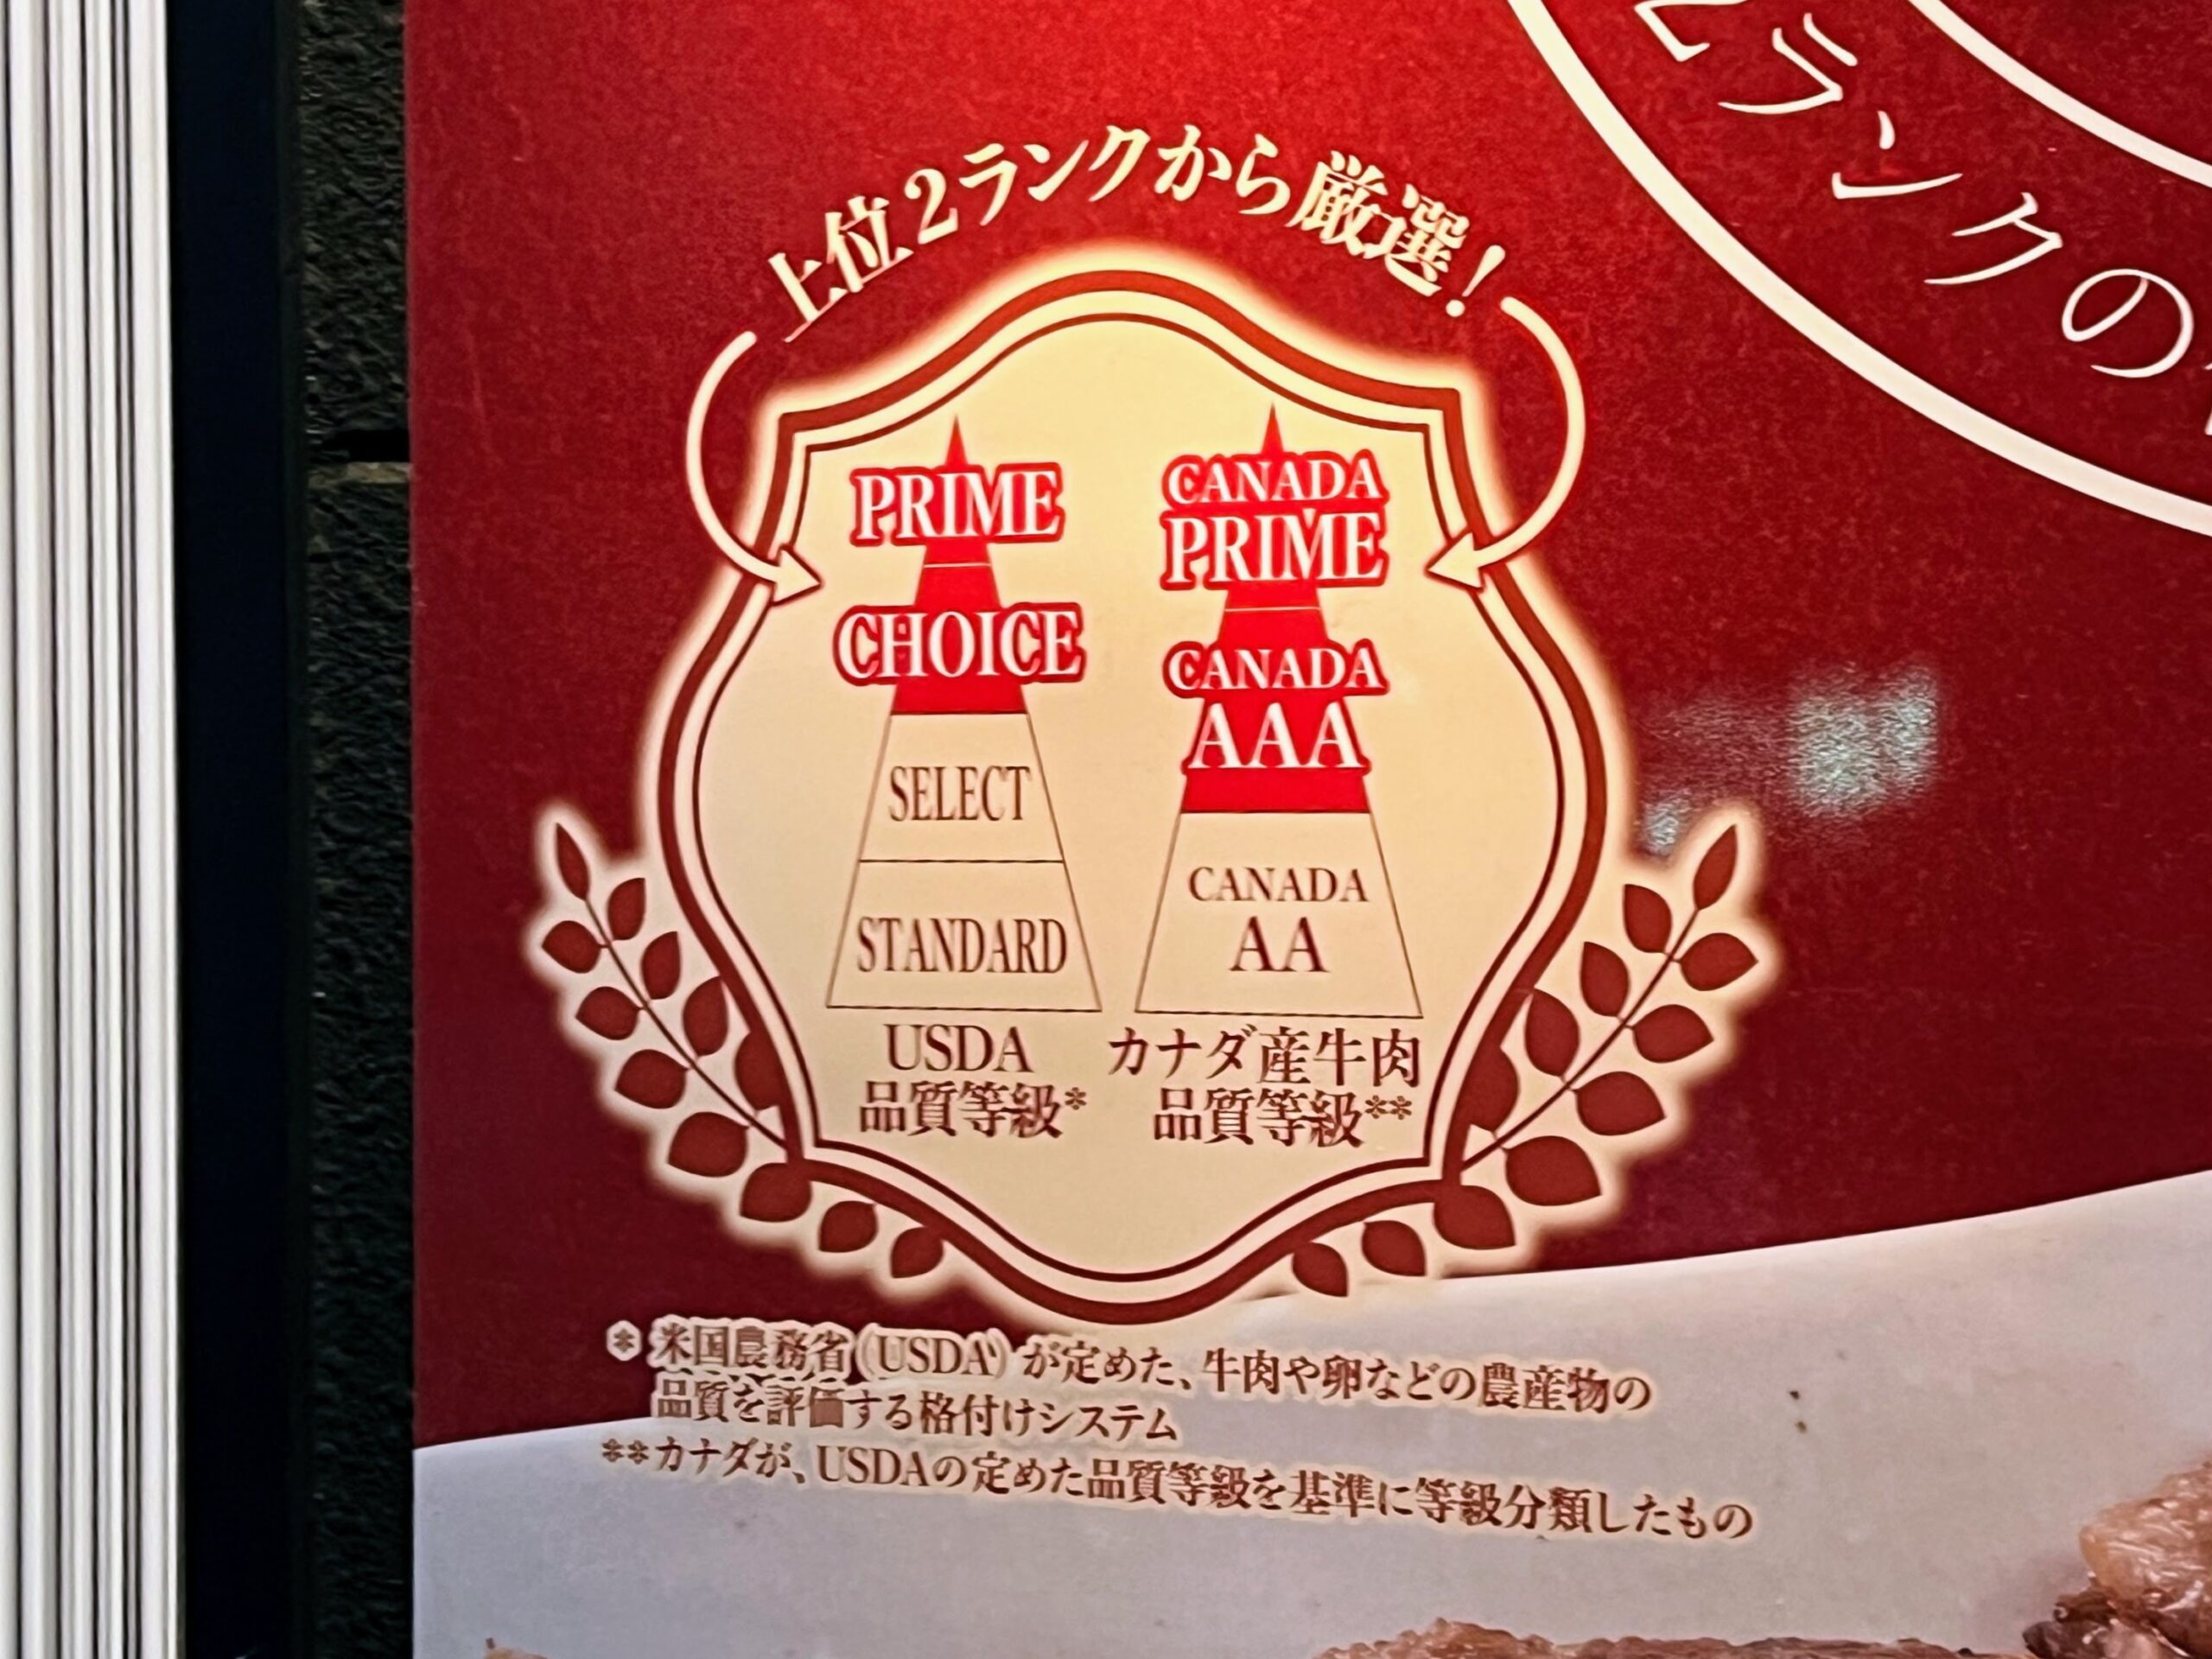 2ランクの
上位2ランクから厳選!
PRIME
CHOICE
SELECT
STANDARD
USDA
品質等級*
CANADA
PRIME
CANADA
AAA
CANADA
AA
カナダ産牛肉
品質等級**
* 米国農務省(USDA)が定めた、牛肉や卵などの農産物の
品質を評価する格付けシステム
**カナダが、USDAの定めた品質等級を基準に等級分類したもの